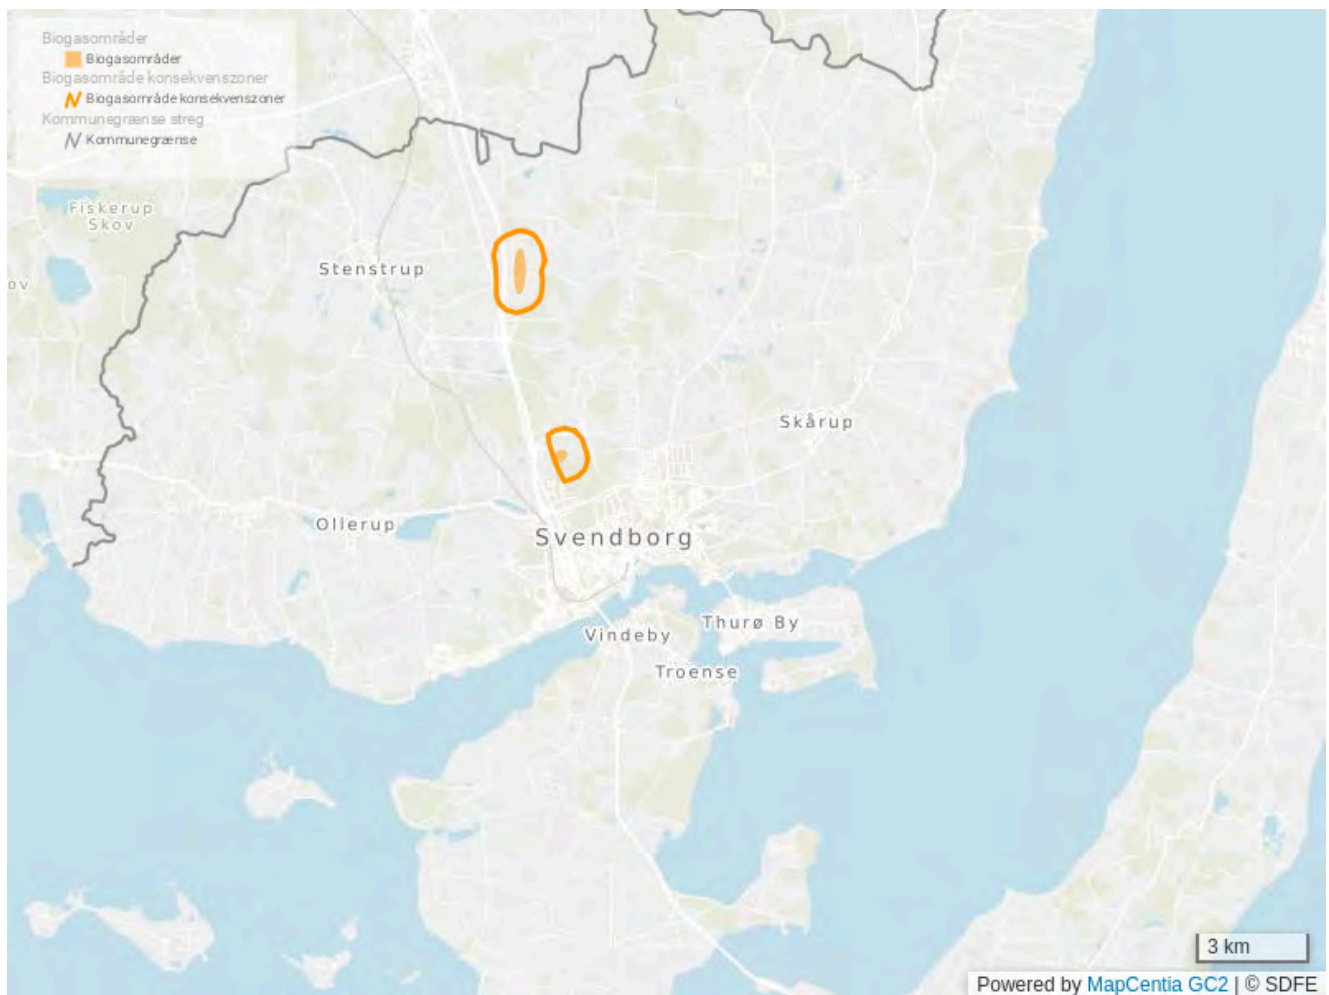 Biogasområder
Biogasområder
Biogasområde konsekvenszoner
Biogasområde konsekvenszoner
Kommunegrænse streg
Kommunegrænse
Fiskerup
Skov
ov
Stenstrup
Skårup
Ollerup
Svendborg
Thurø By
Vindeby
Troense
3 km
Powered by MapCentia GC2 | © SDFE